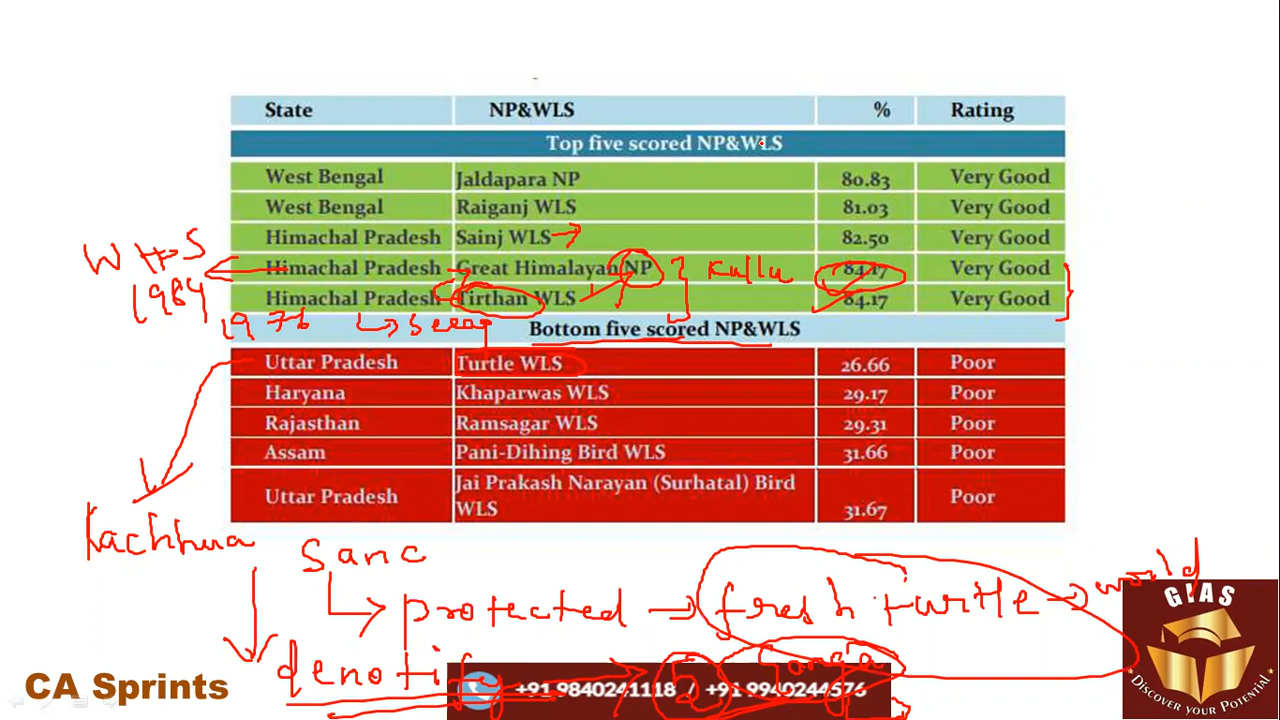 State NP&WLS % Rating
Top five scored NP&WLS
West Bengal Jaldapara NP 80.83 Very Good
West Bengal Raiganj WLS 81.03 Very Good
Himachal Pradesh Sainj WLS 82.50 Very Good
WHS
Himachal Pradesh Great Himalayan NP 84.17 Very Good
Kullu
1984
Himachal Pradesh Tirthan WLS 84.17 Very Good
1976
Bottom five scored NP&WLS
Uttar Pradesh Turtle WLS 26.66 Poor
Haryana Khaparwas WLS 29.17 Poor
Rajasthan Ramsagar WLS 29.31 Poor
Assam Pani-Dihing Bird WLS 31.66 Poor
Uttar Pradesh Jai Prakash Narayan (Surhatal) Bird
WLS 31.67 Poor
Kachhua Sanc
protected fresh turtle world
denotif
CA Sprints
+91 9840241118 / +91 9940244576
GIAS
DISCOVER YOUR POTENTIAL